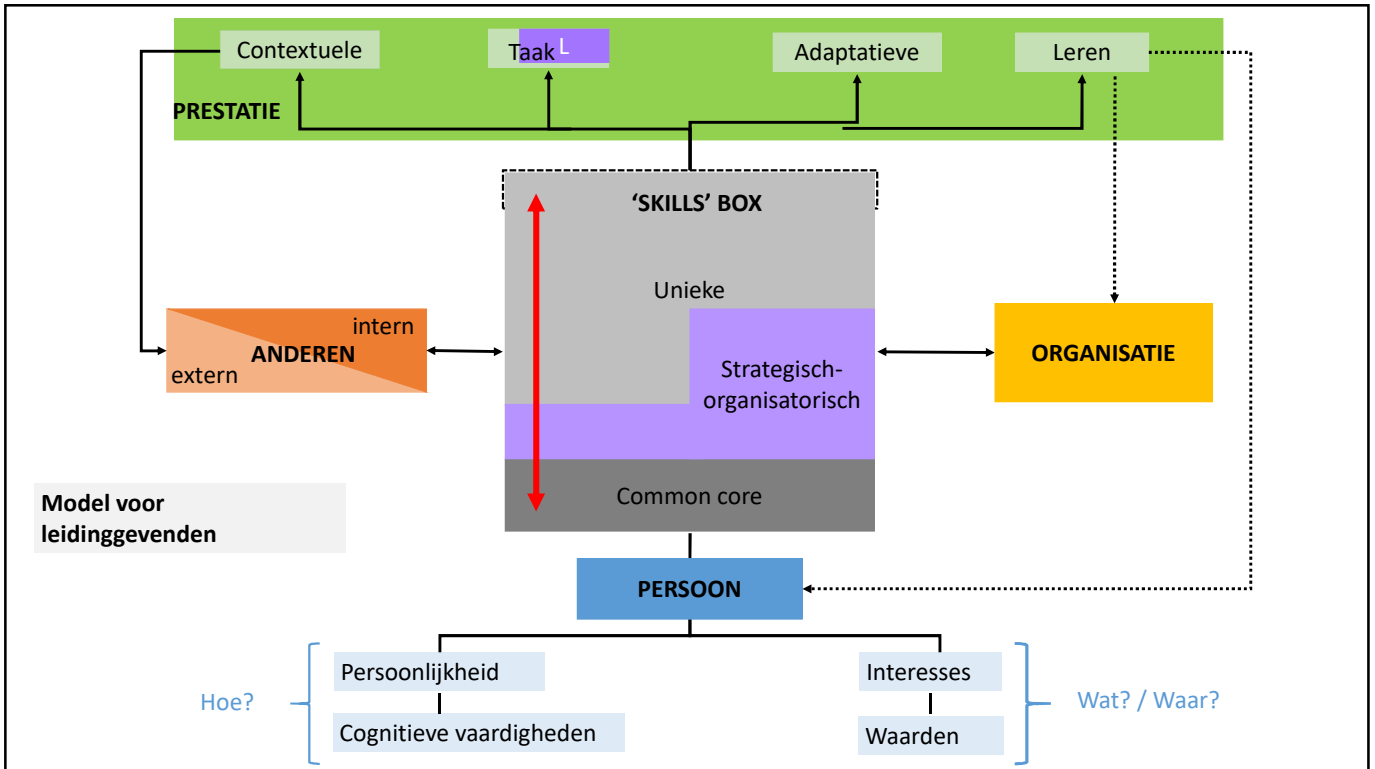 Contextuele
Taak L
Adaptatieve
Leren
PRESTATIE
‘SKILLS’ BOX
Unieke
intern
ANDEREN
extern
Strategisch-
organisatorisch
ORGANISATIE
Common core
Model voor
leidinggevenden
PERSOON
Persoonlijkheid
Interesses
Hoe?
Wat? / Waar?
Cognitieve vaardigheden
Waarden